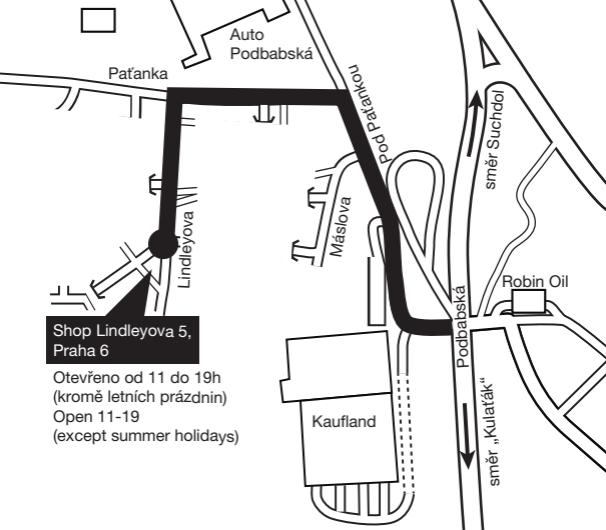 Auto
Podbabská
Paťanka
Pod Paťankou
směr Suchdol
Máslova
Lindleyova
Robin Oil
Podbabská
Shop Lindleyova 5,
Praha 6
Otevřeno od 11 do 19h
(kromě letních prázdnin)
Open 11-19
(except summer holidays)
Kaufland
směr „Kulaťák“